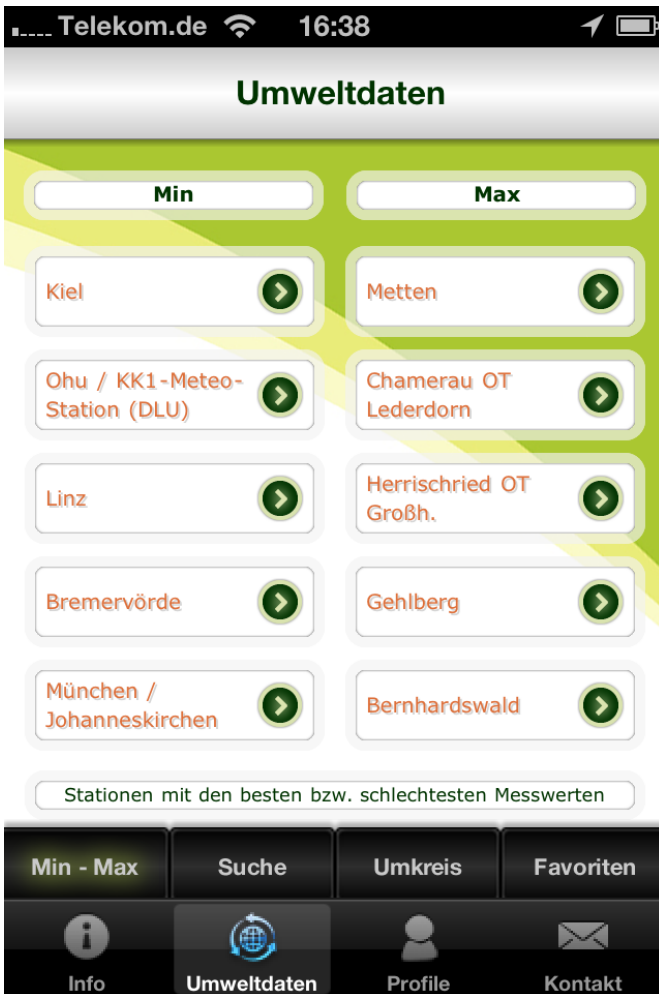 Telekom.de 16:38
Umweltdaten
Min
Max
Kiel
Metten
Ohu / KK1-Meteo-
Station (DLU)
Chamerau OT
Lederdorn
Linz
Herrischried OT
Großh.
Bremervörde
Gehlberg
München /
Johanneskirchen
Bernhardswald
Stationen mit den besten bzw. schlechtesten Messwerten
Min - Max
Suche
Umkreis
Favoriten
Info
Umweltdaten
Profile
Kontakt